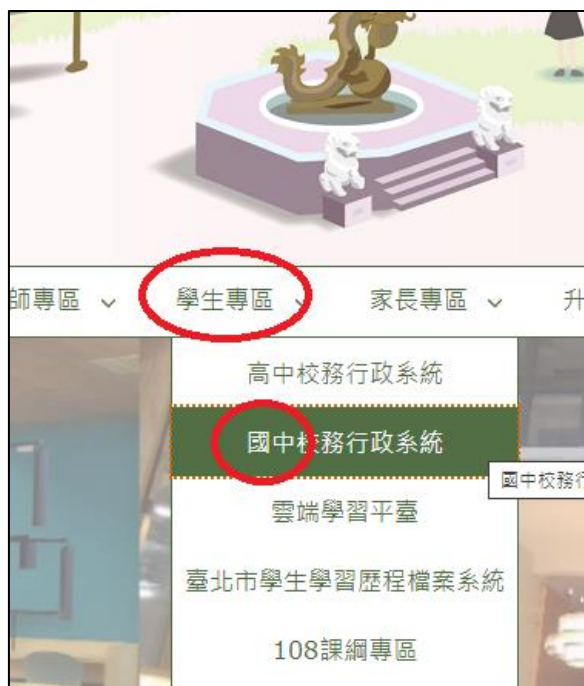 師專區
學生專區
家長專區
升
高中校務行政系統
國中校務行政系統
國中校務行
雲端學習平臺
臺北市學生學習歷程檔案系統
108課綱專區